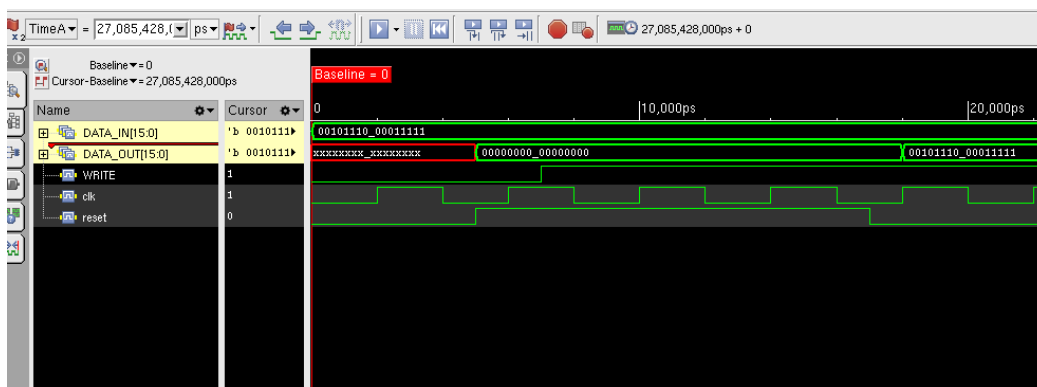 x2 TimeA = 27,085,428,( ps 27,085,428,000ps + 0
Baseline = 0
Cursor-Baseline = 27,085,428,000ps
Baseline = 0
Name Cursor 0 10,000ps 20,000ps
DATA_IN[15:0] 'b 0010111 00101110_00011111
DATA_OUT[15:0] 'b 0010111 xxxxxxxx_xxxxxxxx 00000000_00000000 00101110_00011111
WRITE 1
clk 1
reset 0